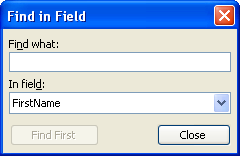 Find in Field
Find what:
In field:
FirstName
Find First
Close